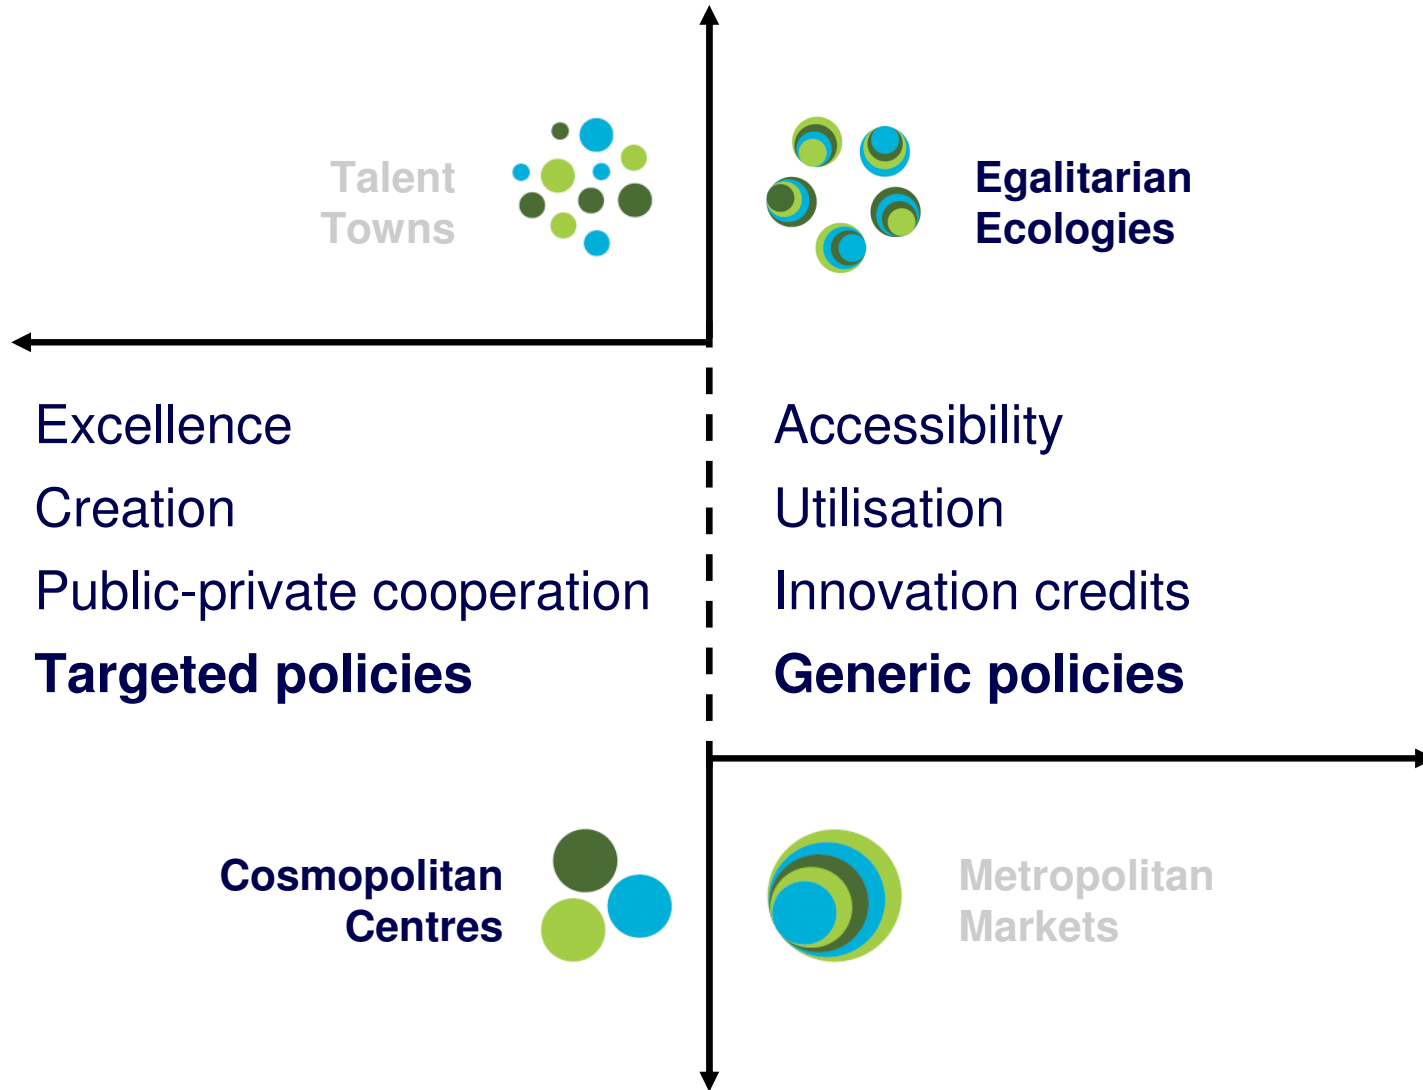 Talent
Towns
Egalitarian
Ecologies
Excellence
Creation
Public-private cooperation
Targeted policies
Accessibility
Utilisation
Innovation credits
Generic policies
Cosmopolitan
Centres
Metropolitan
Markets